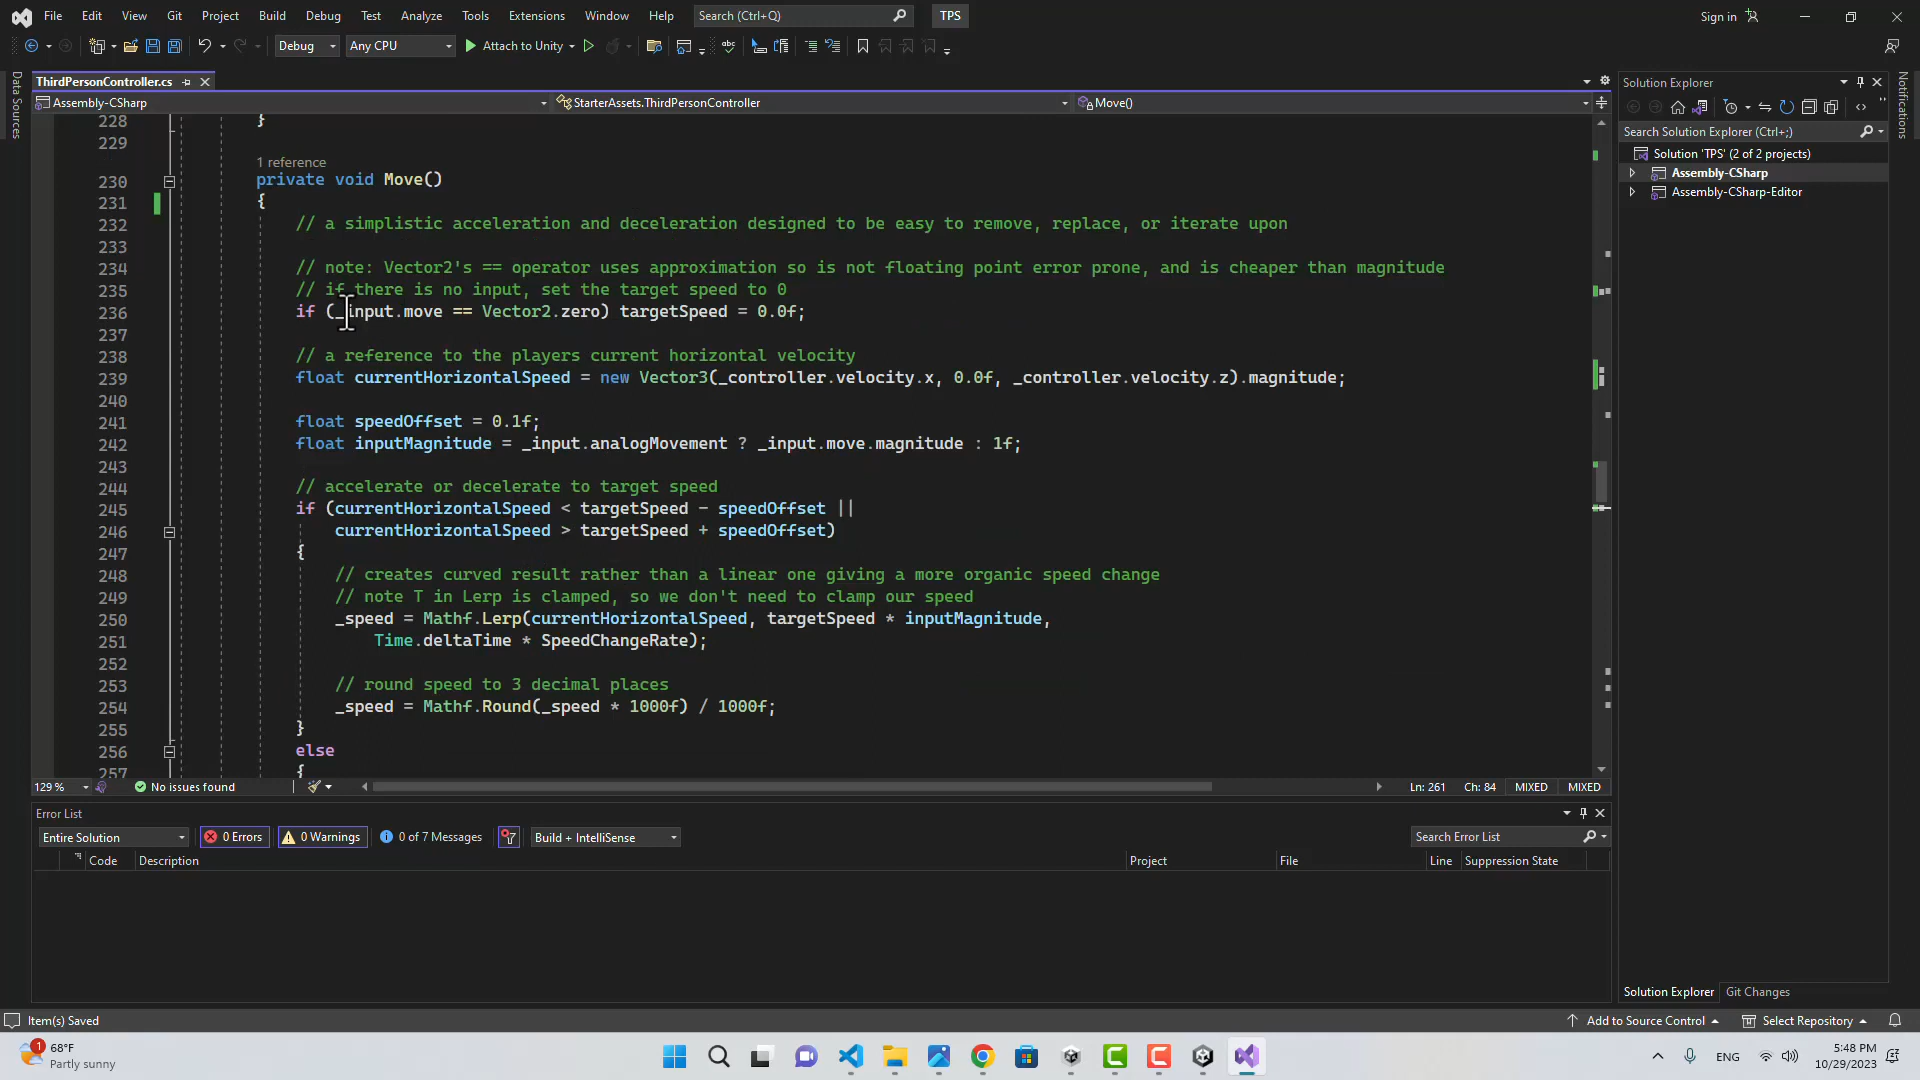 File Edit View Git Project Build Debug Test Analyze Tools Extensions Window Help Search (Ctrl+Q) TPS Sign in
Debug Any CPU Attach to Unity
Data Sources
ThirdPersonController.cs
Assembly-CSharp StarterAssets.ThirdPersonController Move()
228 }
229
1 reference
230 private void Move()
231 {
232 // a simplistic acceleration and deceleration designed to be easy to remove, replace, or iterate upon
233
234 // note: Vector2's == operator uses approximation so is not floating point error prone, and is cheaper than magnitude
235 // if there is no input, set the target speed to 0
236 if (_input.move == Vector2.zero) targetSpeed = 0.0f;
237
238 // a reference to the players current horizontal velocity
239 float currentHorizontalSpeed = new Vector3(_controller.velocity.x, 0.0f, _controller.velocity.z).magnitude;
240
241 float speedOffset = 0.1f;
242 float inputMagnitude = _input.analogMovement ? _input.move.magnitude : 1f;
243
244 // accelerate or decelerate to target speed
245 if (currentHorizontalSpeed < targetSpeed - speedOffset ||
246 currentHorizontalSpeed > targetSpeed + speedOffset)
247 {
248 // creates curved result rather than a linear one giving a more organic speed change
249 // note T in Lerp is clamped, so we don't need to clamp our speed
250 _speed = Mathf.Lerp(currentHorizontalSpeed, targetSpeed * inputMagnitude,
251 Time.deltaTime * SpeedChangeRate);
252
253 // round speed to 3 decimal places
254 _speed = Mathf.Round(_speed * 1000f) / 1000f;
255 }
256 else
257 {
129 % No issues found Ln: 261 Ch: 84 MIXED MIXED
Error List
Entire Solution 0 Errors 0 Warnings 0 of 7 Messages Build + IntelliSense Search Error List
Code Description Project File Line Suppression State
Solution Explorer
Search Solution Explorer (Ctrl+;)
Solution 'TPS' (2 of 2 projects)
Assembly-CSharp
Assembly-CSharp-Editor
Notifications
Solution Explorer Git Changes
Item(s) Saved Add to Source Control Select Repository
1 68°F
Partly sunny
ENG
5:48 PM
10/29/2023